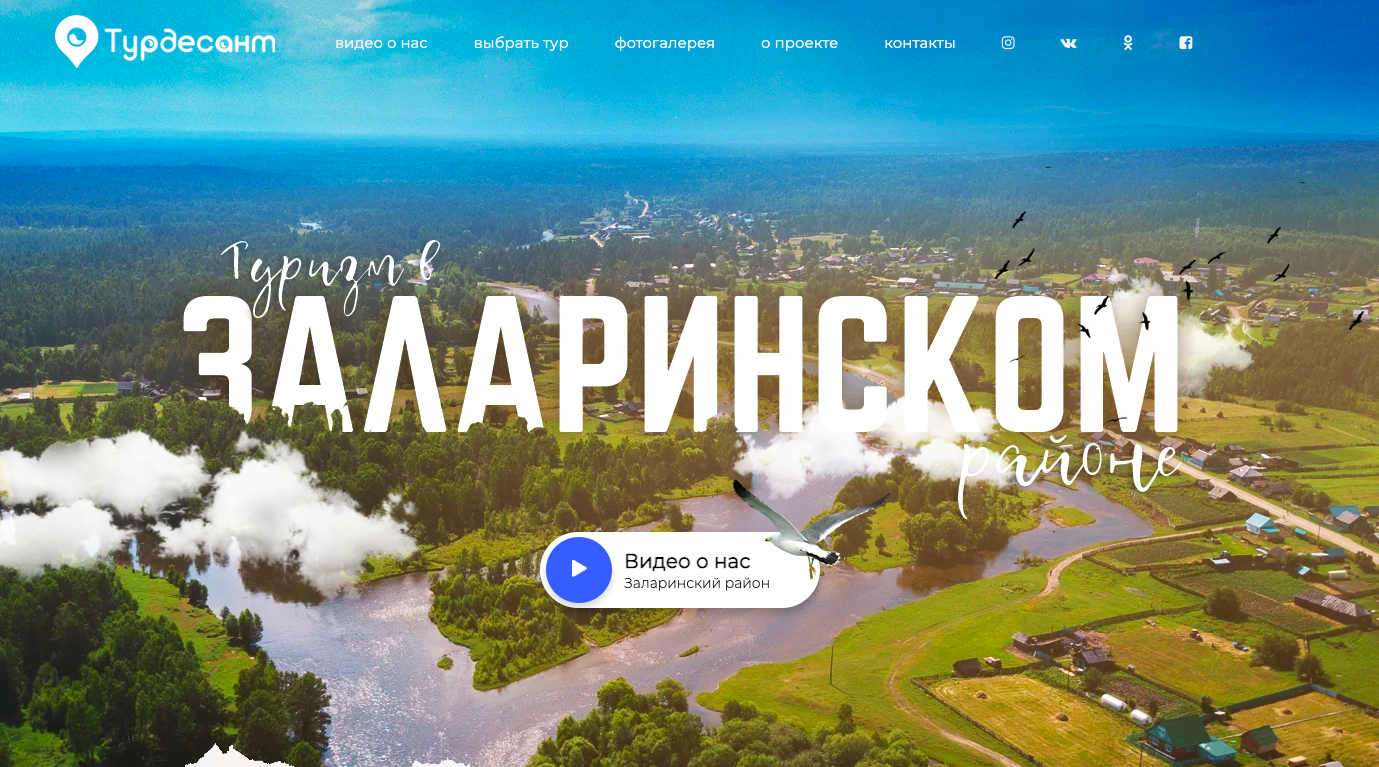 Турдесант
видео о нас выбрать тур фотогалерея о проекте контакты
Туризм в
ЗАЛАРИНСКОМ
районе
Видео о нас
Заларинский район